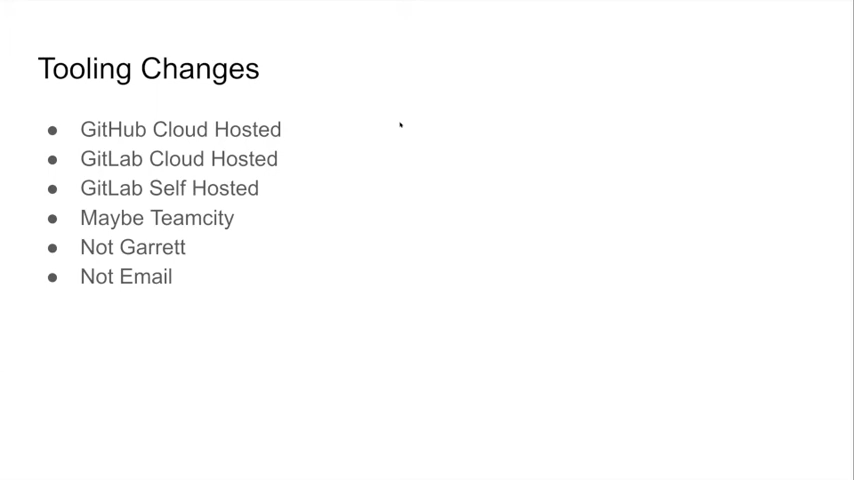 Tooling Changes
● GitHub Cloud Hosted
● GitLab Cloud Hosted
● GitLab Self Hosted
● Maybe Teamcity
● Not Garrett
● Not Email